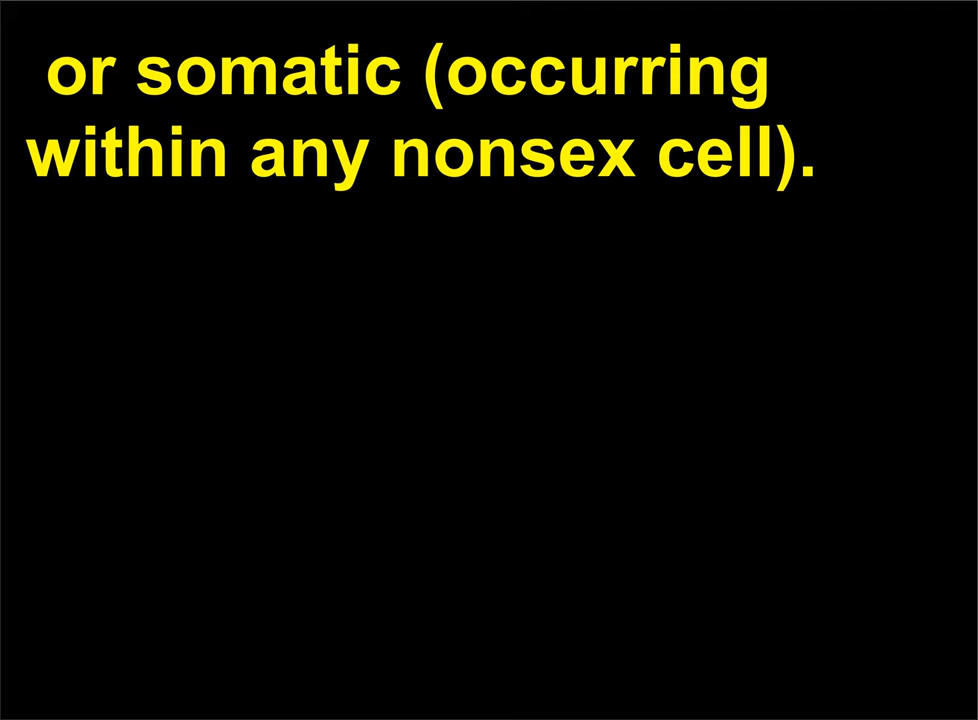 or somatic (occurring
within any nonsex cell).